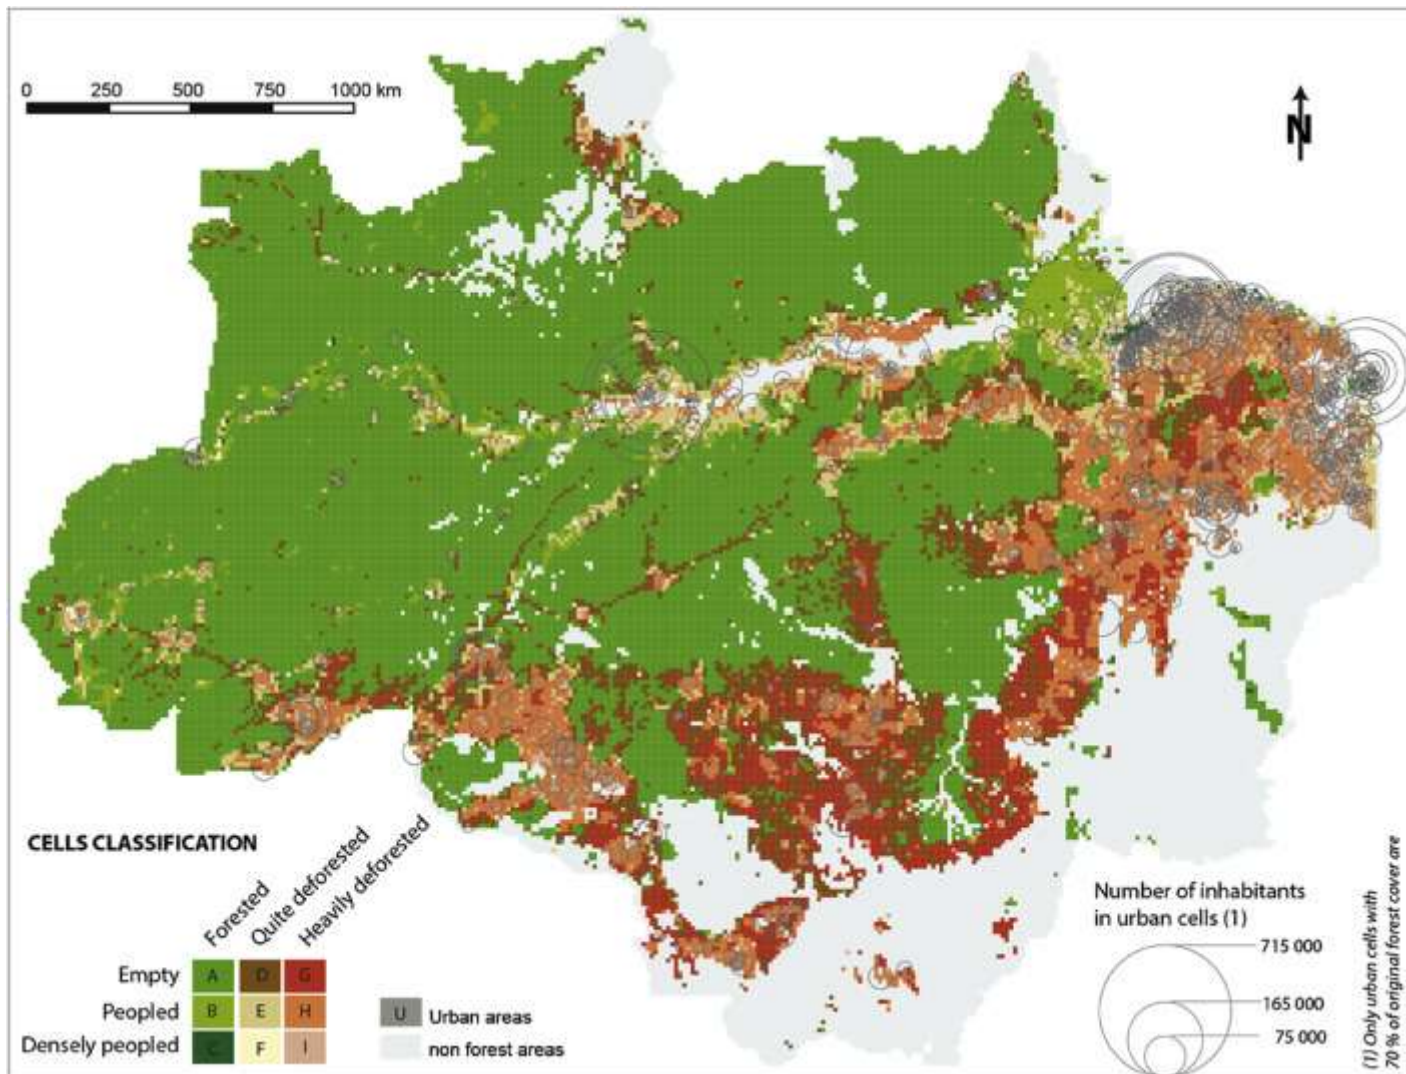 0 250 500 750 1000 km
N
CELLS CLASSIFICATION
Forested
Quite deforested
Heavily deforested
Empty A D G
Peopled B E H
Densely peopled C F I
U Urban areas
non forest areas
Number of inhabitants
in urban cells (1)
715 000
165 000
75 000
(1) Only urban cells with
70 % of original forest cover are